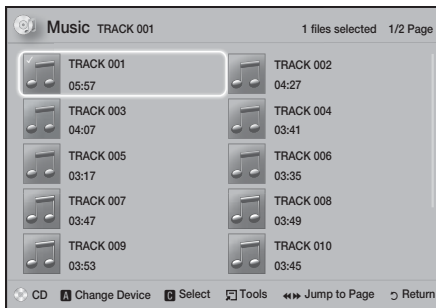 Music TRACK 001 1 files selected 1/2 Page
TRACK 001 TRACK 002
05:57 04:27
TRACK 003 TRACK 004
04:07 03:41
TRACK 005 TRACK 006
03:17 03:35
TRACK 007 TRACK 008
03:47 03:49
TRACK 009 TRACK 010
03:53 03:45
CD A Change Device C Select Tools Jump to Page Return